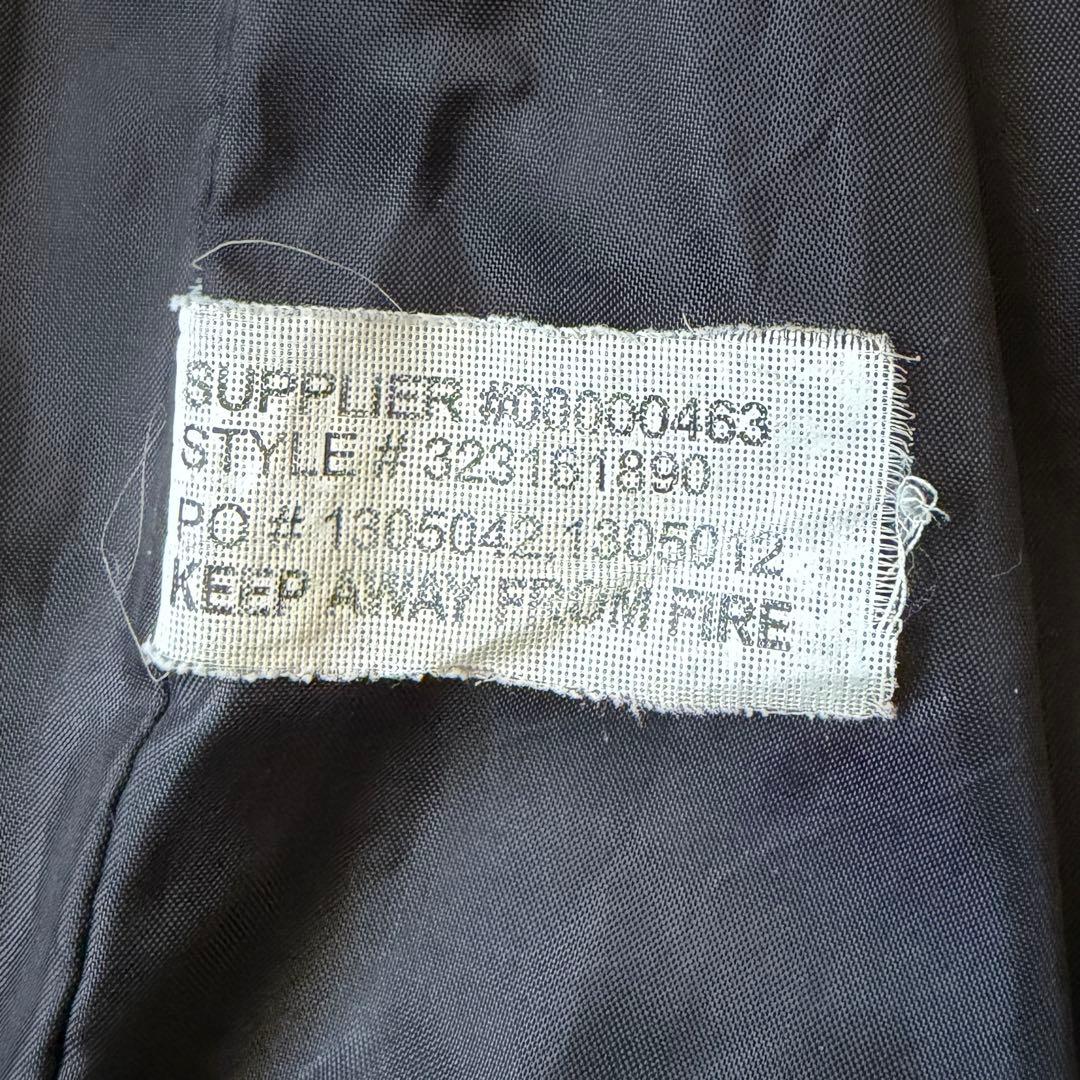 SUPPLIER #00000463
STYLE # 323161890
PO # 1305042, 1305012
KEEP AWAY FROM FIRE